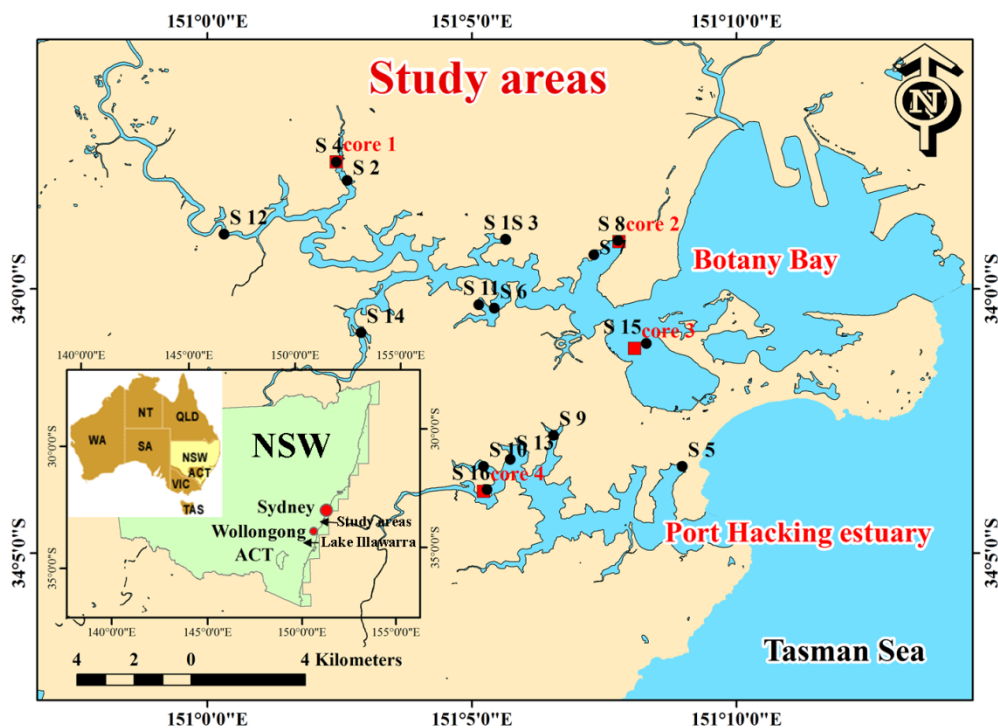 151°0'0"E 151°5'0"E 151°10'0"E
Study areas
N
S 4 core 1
S 2
S 12
S 1 S 3
S 8 core 2
S
Botany Bay
34°0'0"S 34°0'0"S
S 11 S 6
S 14
S 15 core 3
140°0'0"E 145°0'0"E 150°0'0"E 155°0'0"E
NT
QLD
WA
SA
NSW
ACT
VIC
TAS
NSW
30°0'0"S 30°0'0"S
S 9
S 13
S 10
S 5
S 16 core 4
Sydney
Study areas
Wollongong
Lake Illawarra
ACT
Port Hacking estuary
35°0'0"S 35°0'0"S
34°5'0"S 34°5'0"S
140°0'0"E 145°0'0"E 150°0'0"E 155°0'0"E
4 2 0 4 Kilometers
Tasman Sea
151°0'0"E 151°5'0"E 151°10'0"E